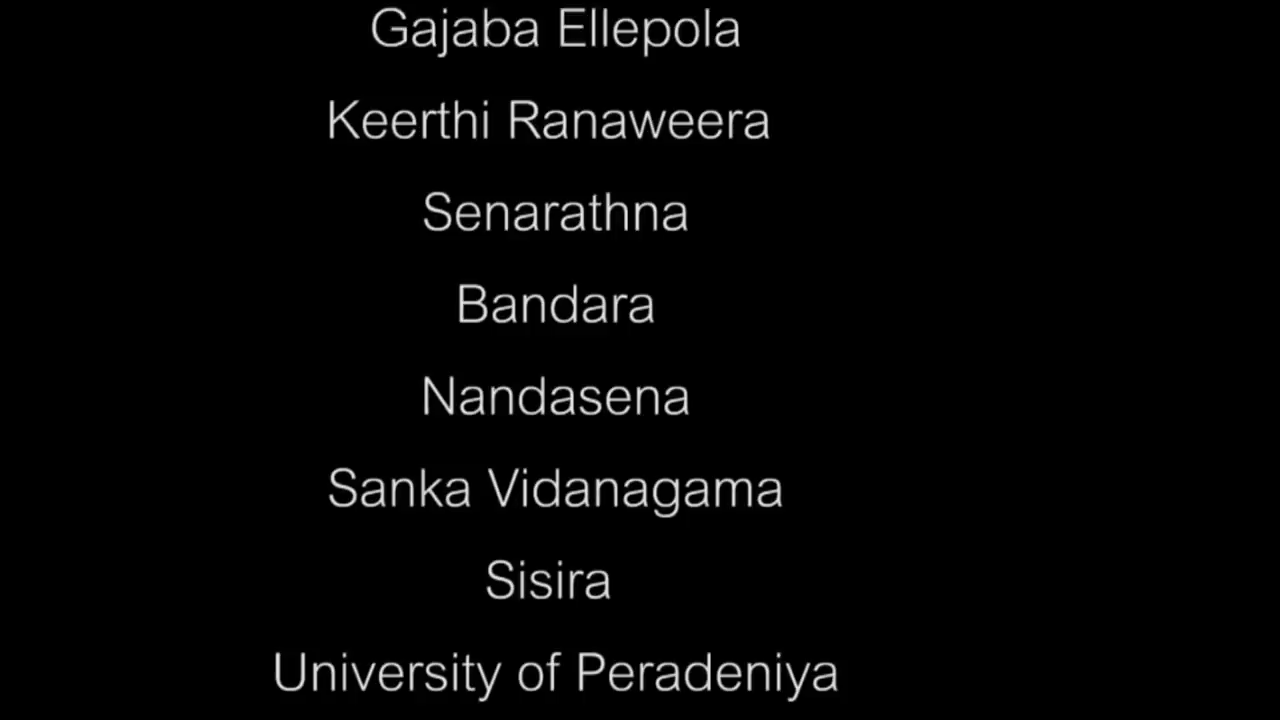 Gajaba Ellepola
Keerthi Ranaweera
Senarathna
Bandara
Nandasena
Sanka Vidanagama
Sisira
University of Peradeniya